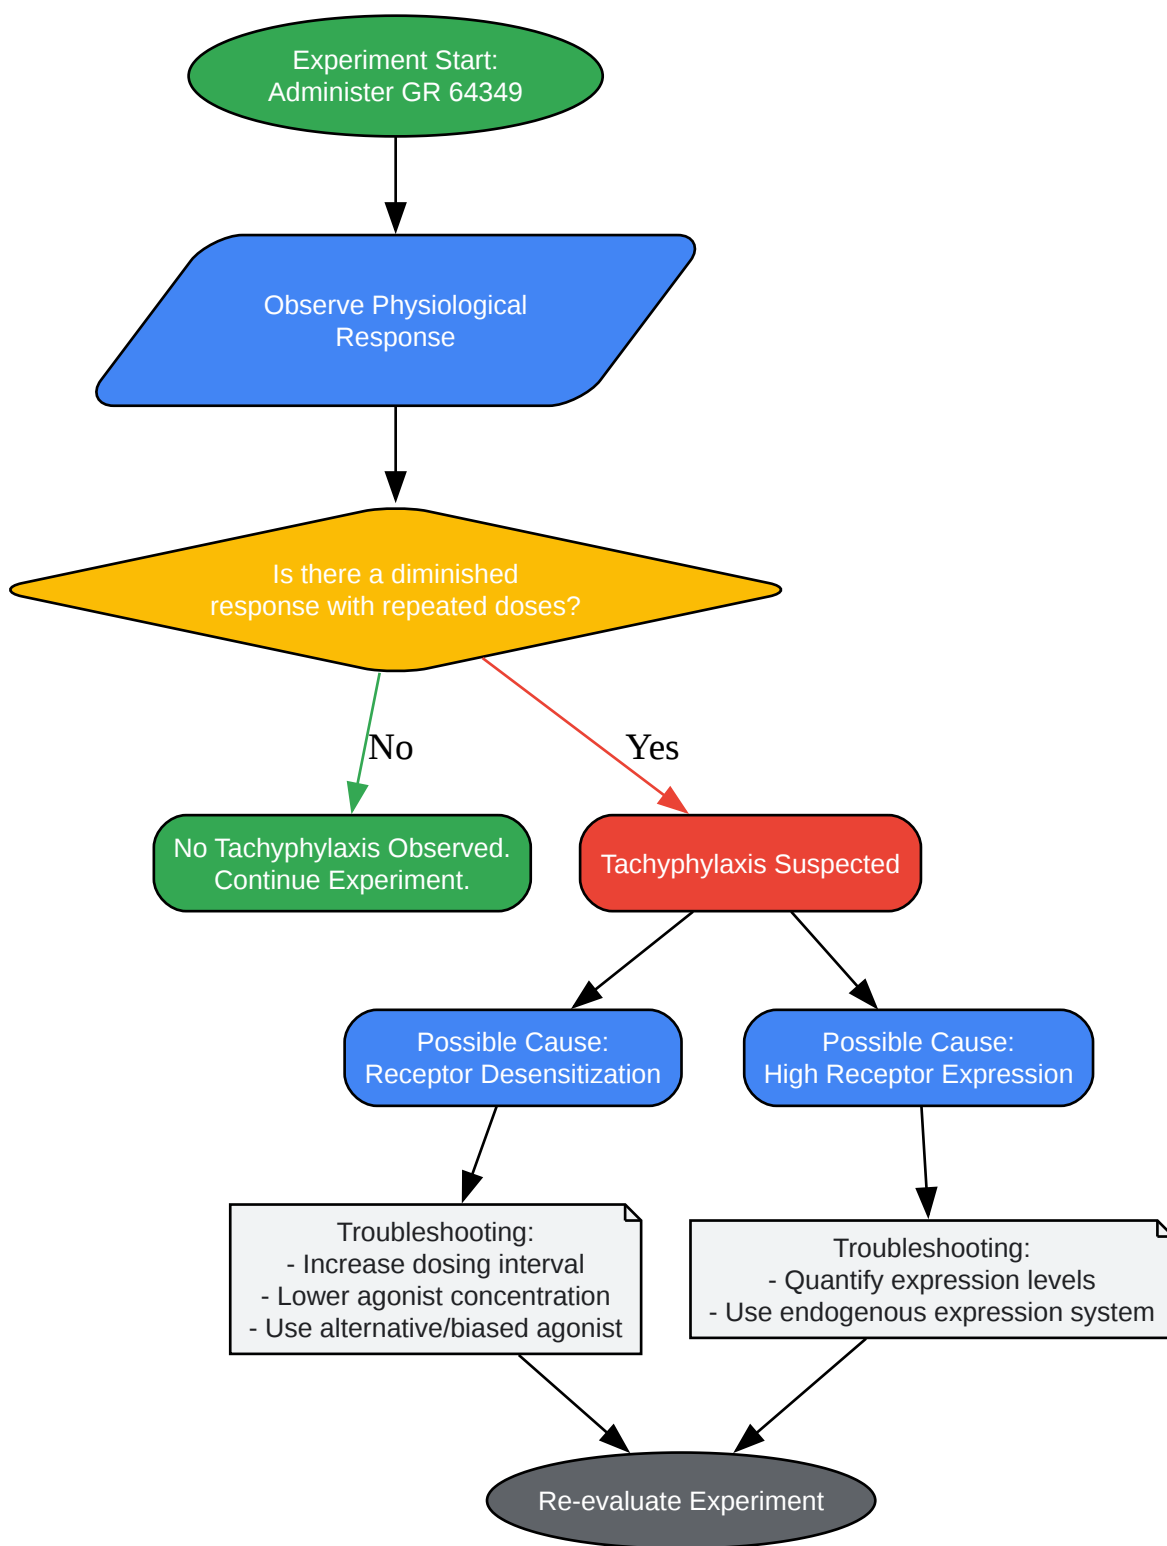 Experiment Start:
Administer GR 64349
Observe Physiological
Response
Is there a diminished
response with repeated doses?
No
Yes
No Tachyphylaxis Observed.
Continue Experiment.
Tachyphylaxis Suspected
Possible Cause:
Receptor Desensitization
Possible Cause:
High Receptor Expression
Troubleshooting:
- Increase dosing interval
- Lower agonist concentration
- Use alternative/biased agonist
Troubleshooting:
- Quantify expression levels
- Use endogenous expression system
Re-evaluate Experiment